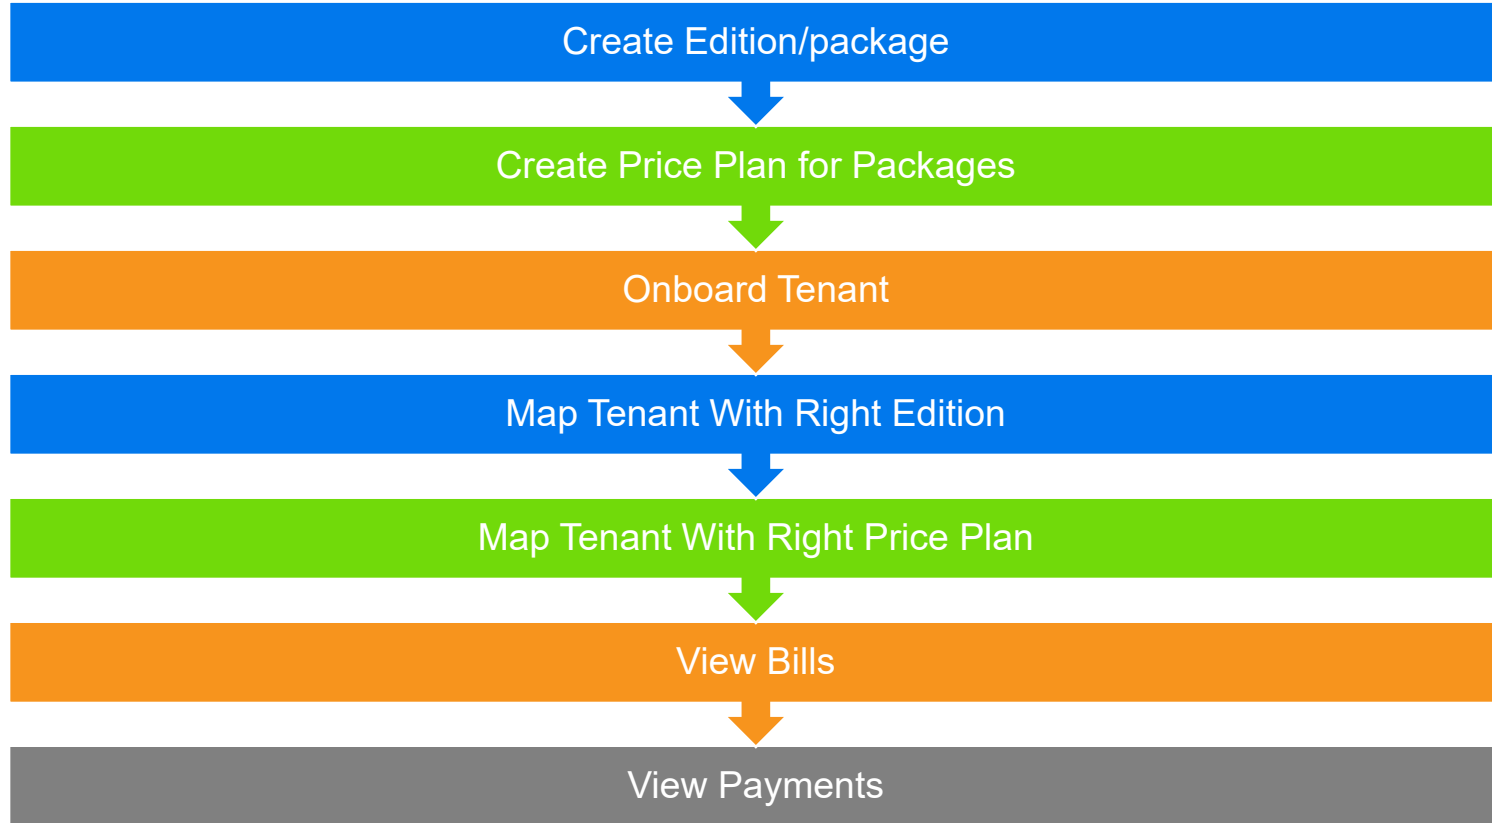 Create Edition/package
Create Price Plan for Packages
Onboard Tenant
Map Tenant With Right Edition
Map Tenant With Right Price Plan
View Bills
View Payments